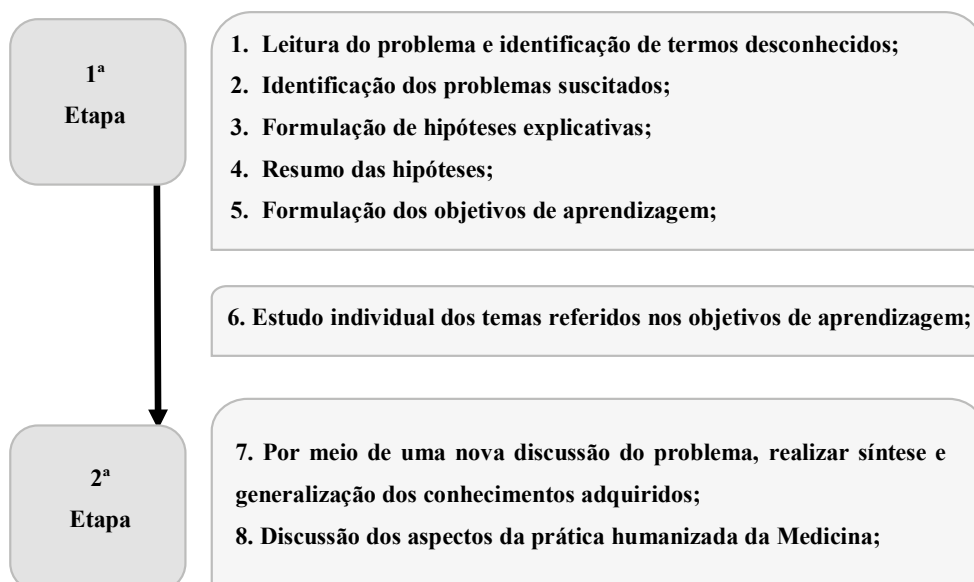 1ª
Etapa
1. Leitura do problema e identificação de termos desconhecidos;
2. Identificação dos problemas suscitados;
3. Formulação de hipóteses explicativas;
4. Resumo das hipóteses;
5. Formulação dos objetivos de aprendizagem;
6. Estudo individual dos temas referidos nos objetivos de aprendizagem;
2ª
Etapa
7. Por meio de uma nova discussão do problema, realizar síntese e
generalização dos conhecimentos adquiridos;
8. Discussão dos aspectos da prática humanizada da Medicina;